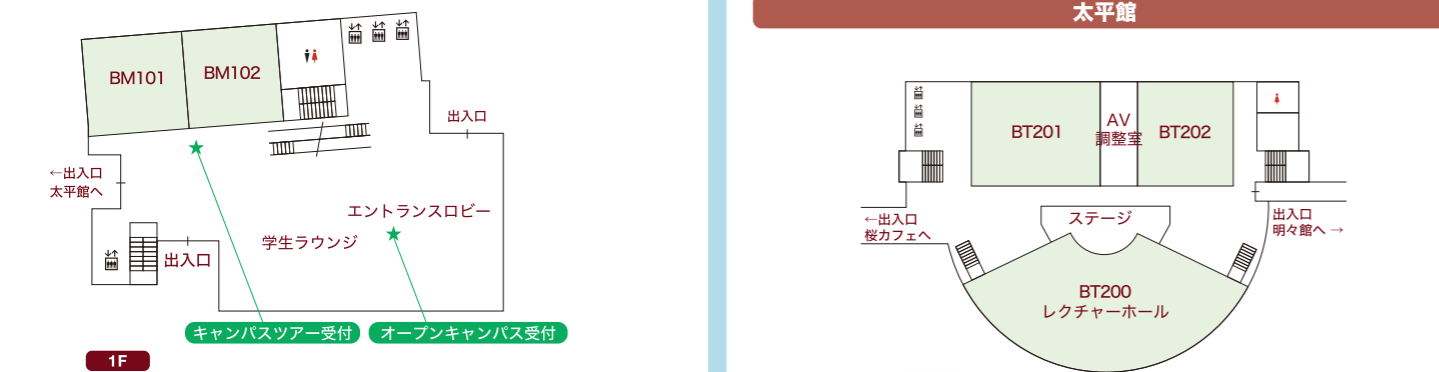 BM101
BM102
出入口
←出入口
太平館へ
エントランスロビー
学生ラウンジ
出入口
キャンパスツアー受付
オープンキャンパス受付
1F
太平館
BT201
AV
調整室
BT202
ステージ
←出入口
桜カフェへ
出入口
明々館へ →
BT200
レクチャーホール